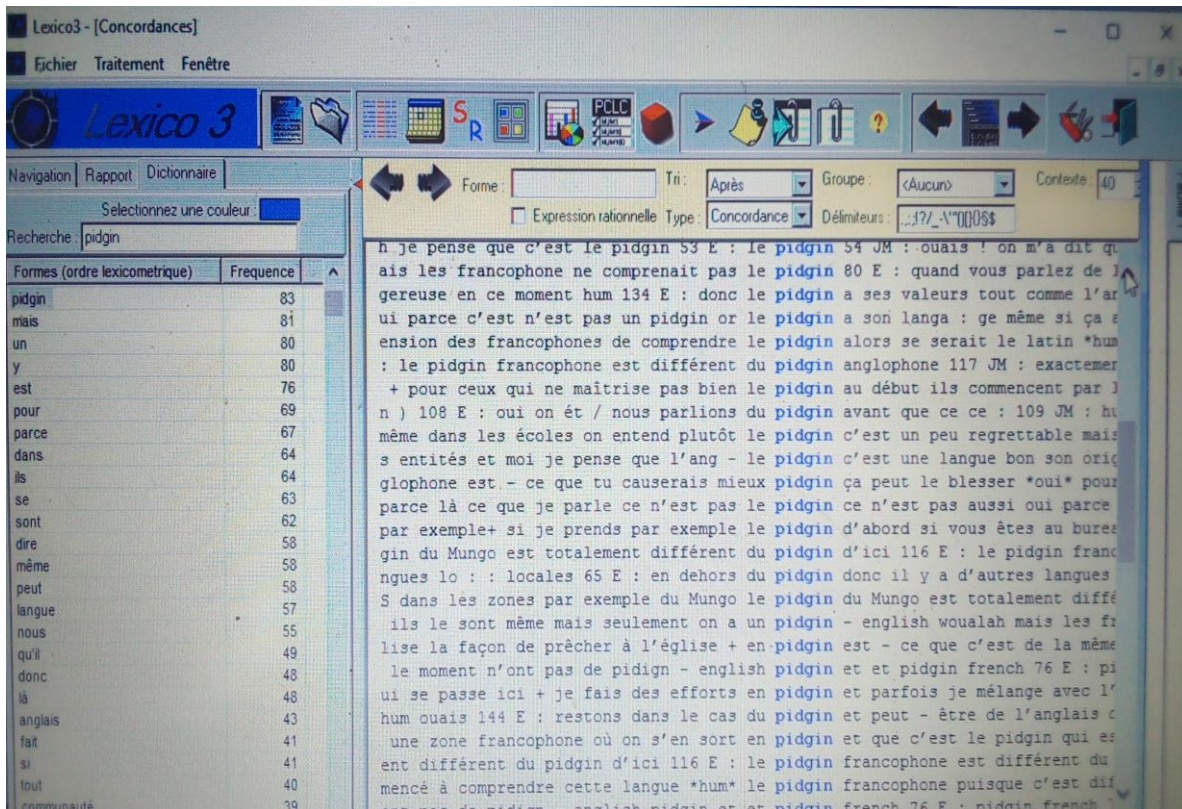 Lexico3 - [Concordances]
Fichier Traitement Fenêtre
Lexico 3
S R
PCLC
Navigation Rapport Dictionnaire
Selectionnez une couleur :
Recherche : pidgin
Formes (ordre lexicometrique) Frequence
pidgin 83
mais 81
un 80
y 80
est 76
pour 69
parce 67
dans 64
ils 64
se 63
sont 62
dire 58
même 58
peut 58
langue 57
nous 55
qu'il 49
donc 48
là 48
anglais 43
fait 41
si 41
tout 40
communauté 39
Forme : Tri : Après Groupe : <Aucun> Contexte : 40
Expression rationnelle Type : Concordance Délimiteurs :
h je pense que c'est le pidgin 53 E : le pidgin 54 JM : ouais ! on m'a dit qu
ais les francophone ne comprenait pas le pidgin 80 E : quand vous parlez de
gereuse en ce moment hum 134 E : donc le pidgin a ses valeurs tout comme l'an
ui parce c'est n'est pas un pidgin or le pidgin a son langa : ge même si ça
ension des francophones de comprendre le pidgin alors se serait le latin *hum
: le pidgin francophone est différent du pidgin anglophone 117 JM : exactemen
+ pour ceux qui ne maîtrise pas bien le pidgin au début ils commencent par
n ) 108 E : oui on ét / nous parlions du pidgin avant que ce ce : 109 JM : hu
même dans les écoles on entend plutôt le pidgin c'est un peu regrettable mais
s entités et moi je pense que l'ang - le pidgin c'est une langue bon son orig
glophone est - ce que tu causerais mieux pidgin ça peut le blesser *oui* pour
parce là ce que je parle ce n'est pas le pidgin ce n'est pas aussi oui parce
par exemple+ si je prends par exemple le pidgin d'abord si vous êtes au burea
gin du Mungo est totalement différent du pidgin d'ici 116 E : le pidgin franc
ngues lo : : locales 65 E : en dehors du pidgin donc il y a d'autres langues
S dans les zones par exemple du Mungo le pidgin du Mungo est totalement diffé
ils le sont même mais seulement on a un pidgin - english woualah mais les fr
lise la façon de prêcher à l'église + en pidgin est - ce que c'est de la même
le moment n'ont pas de pidign - english pidgin et et pidgin french 76 E : pi
ui se passe ici + je fais des efforts en pidgin et parfois je mélange avec l'
hum ouais 144 E : restons dans le cas du pidgin et peut - être de l'anglais
une zone francophone où on s'en sort en pidgin et que c'est le pidgin qui es
ent différent du pidgin d'ici 116 E : le pidgin francophone est différent du
mencé à comprendre cette langue *hum* le pidgin francophone puisque c'est dif
pas de pidign - english pidgin et et pidgin french 76 E : pidgin french